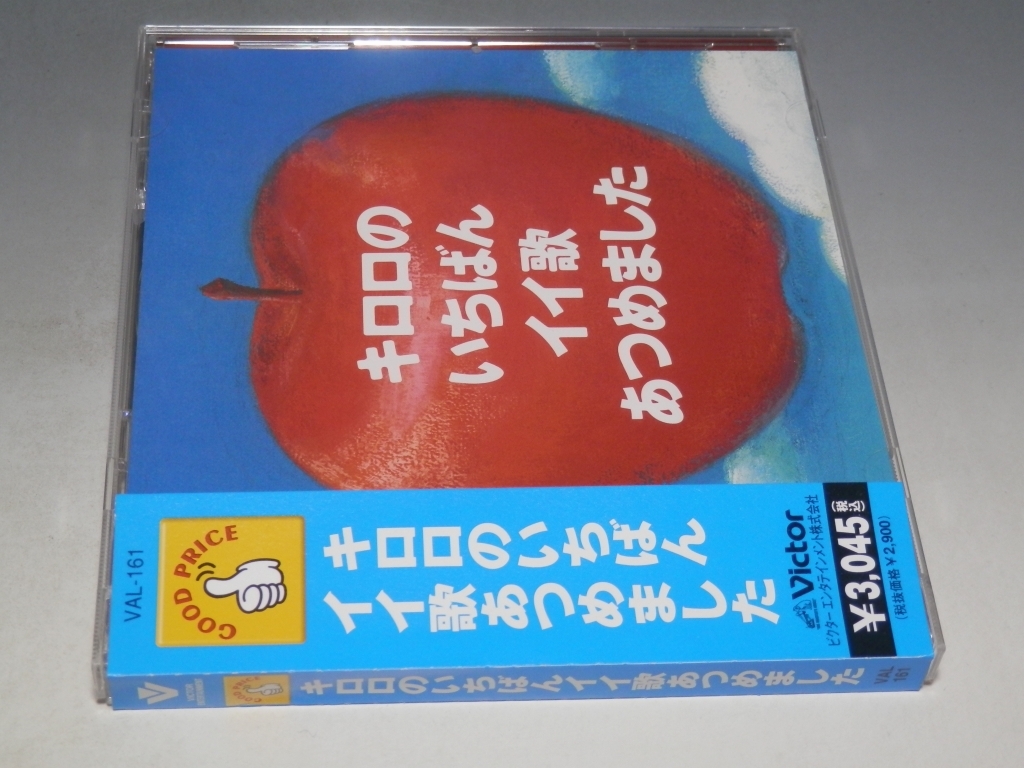 キロロの
いちばん
イイ歌
あつめました
VAL-161
GOOD PRICE
キロロのいちばん
イイ歌あつめました
Victor
ビクターエンタテインメント株式会社
¥3,045(税込)
(税抜価格¥2,900)
GOOD PRICE
キロロのいちばんイイ歌あつめました
VAL
161